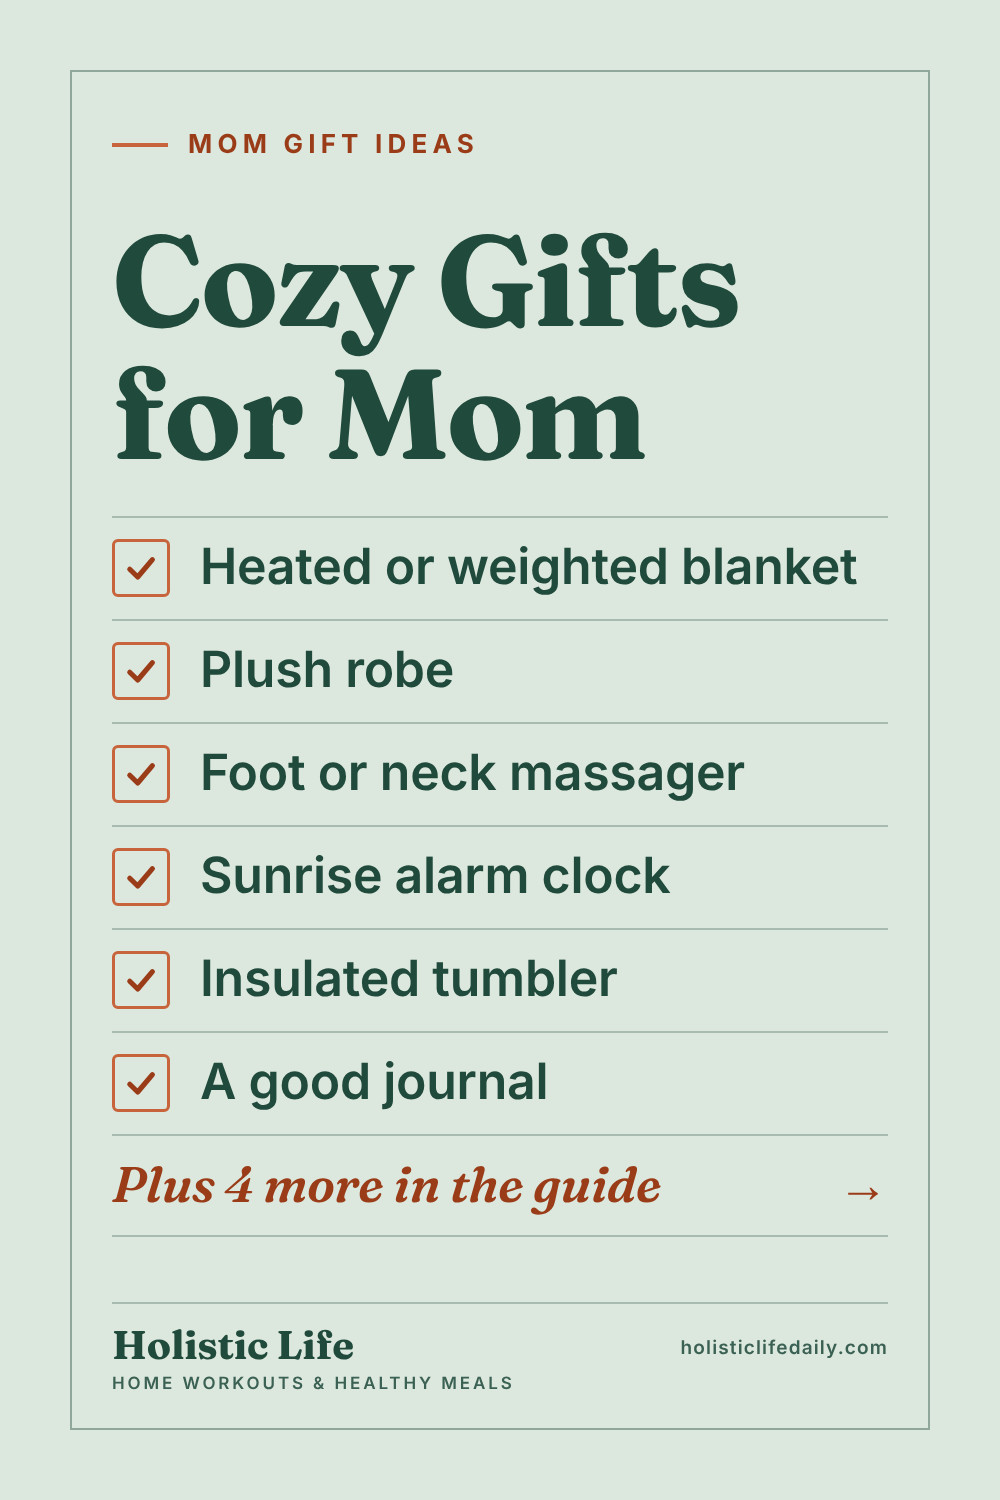 MOM GIFT IDEAS
Cozy Gifts
for Mom
Heated or weighted blanket
Plush robe
Foot or neck massager
Sunrise alarm clock
Insulated tumbler
A good journal
Plus 4 more in the guide →
Holistic Life
holisticlifedaily.com
HOME WORKOUTS & HEALTHY MEALS